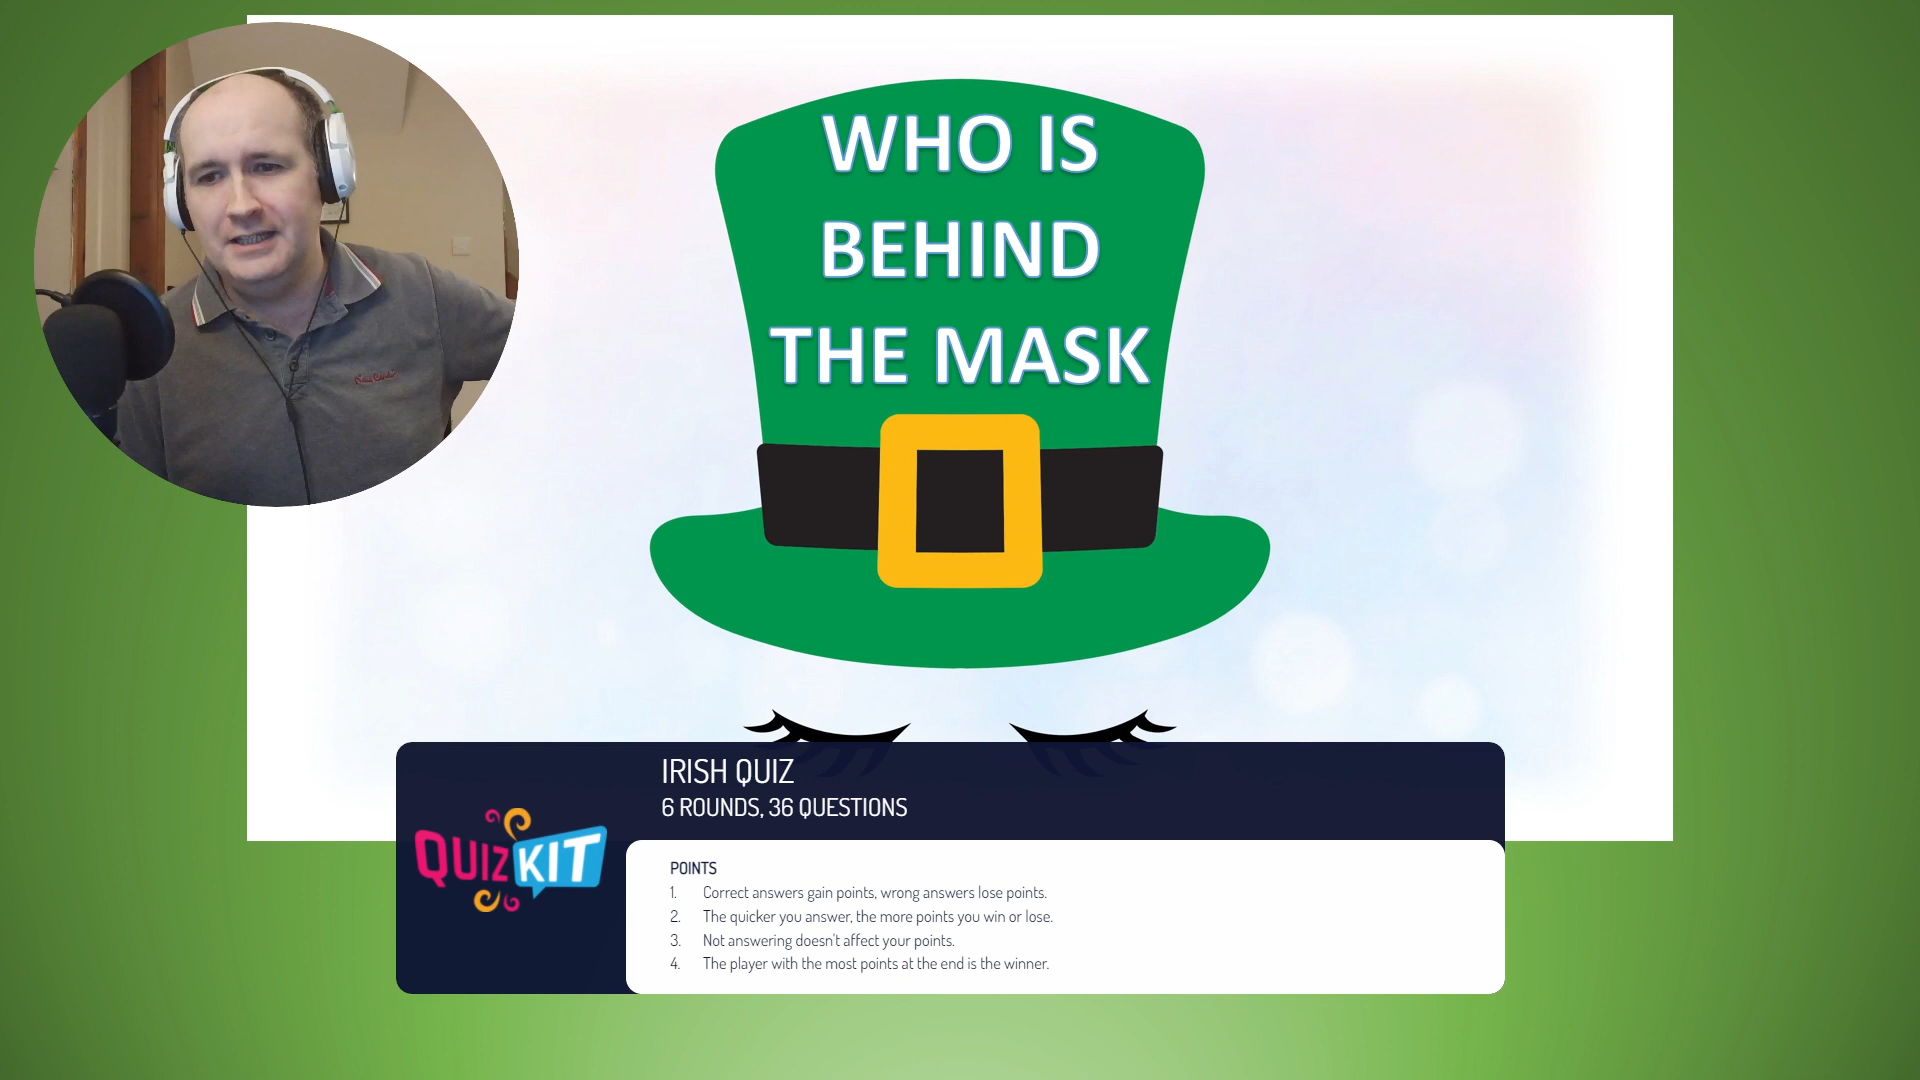 WHO IS
BEHIND
THE MASK
IRISH QUIZ
6 ROUNDS, 36 QUESTIONS
QUIZKIT
POINTS
1. Correct answers gain points, wrong answers lose points.
2. The quicker you answer, the more points you win or lose.
3. Not answering doesn't affect your points.
4. The player with the most points at the end is the winner.